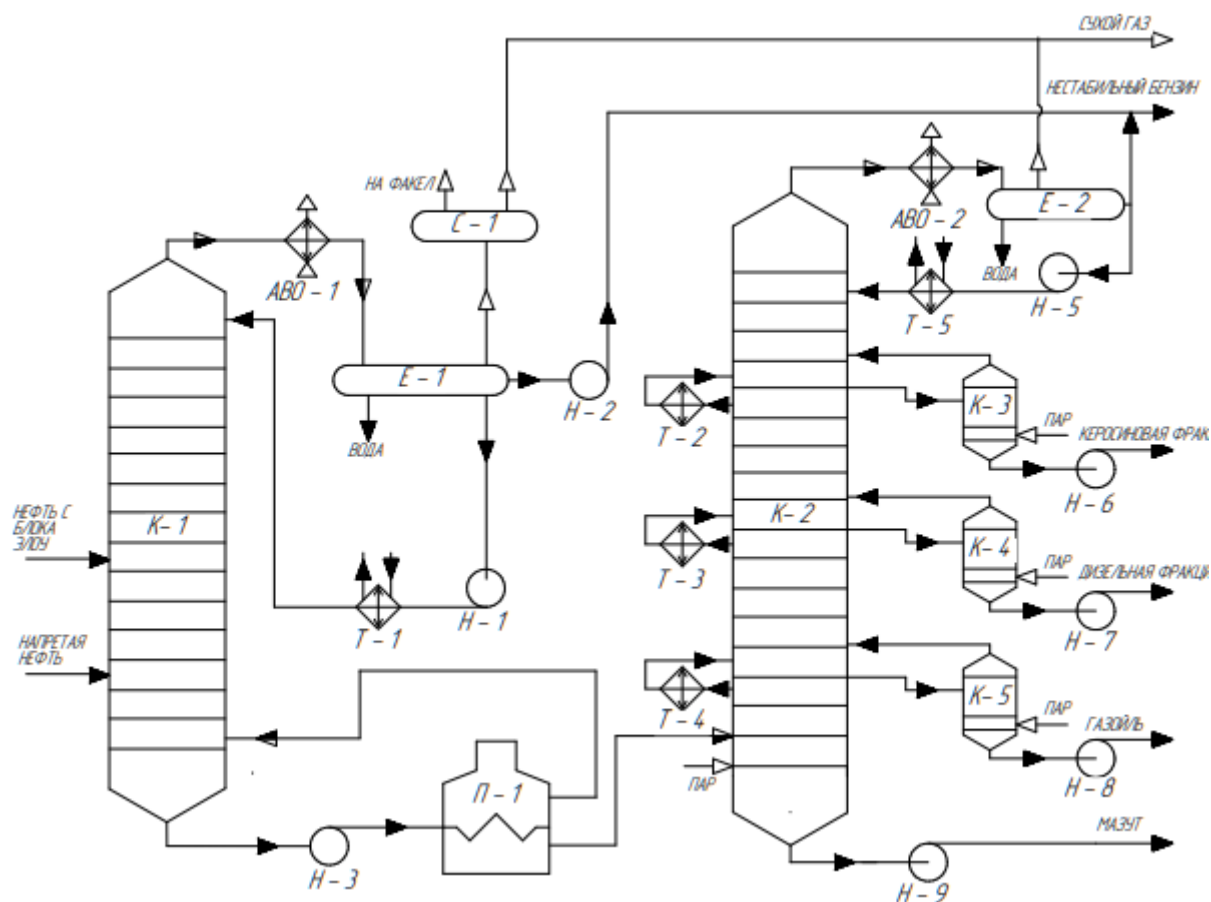 СУХОЙ ГАЗ
НЕСТАБИЛЬНЫЙ БЕНЗИН
НА ФАКЕЛ
С - 1
АВО - 1
АВО - 2
Е - 2
ВОДА
Н - 5
Т - 5
Е - 1
Н - 2
ВОДА
Т - 2
К - 3
ПАР
КЕРОСИНОВАЯ ФРАК
Н - 6
НЕФТЬ С
БЛОКА
ЭЛОУ
К - 1
К - 2
Т - 3
К - 4
ПАР
ДИЗЕЛЬНАЯ ФРАКЦИ
Н - 7
Т - 1
Н - 1
НАПРЕТАЯ
НЕФТЬ
Т - 4
К - 5
ПАР
ГАЗОЙЛЬ
Н - 8
ПАР
П - 1
МАЗУТ
Н - 3
Н - 9